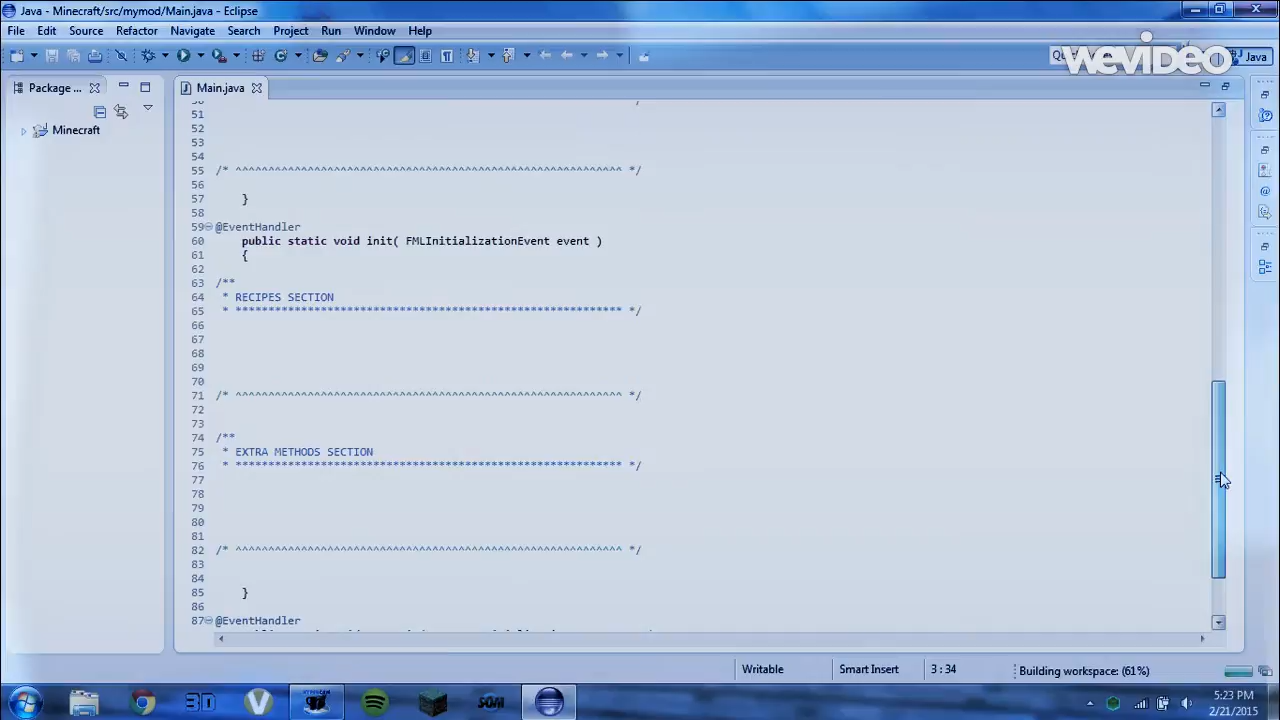 Java - Minecraft/src/mymod/Main.java - Eclipse
File Edit Source Refactor Navigate Search Project Run Window Help
wevideo
Java
Package ...
Main.java
Minecraft
51
52
53
54
55 /* ^^^^^^^^^^^^^^^^^^^^^^^^^^^^^^^^^^^^^^^^^^^^^^^^^^^^^^^^^^^ */
56
57 }
58
59 @EventHandler
60 public static void init( FMLInitializationEvent event )
61 {
62
63 /**
64 * RECIPES SECTION
65 * *********************************************************** */
66
67
68
69
70
71 /* ^^^^^^^^^^^^^^^^^^^^^^^^^^^^^^^^^^^^^^^^^^^^^^^^^^^^^^^^^^^ */
72
73
74 /**
75 * EXTRA METHODS SECTION
76 * *********************************************************** */
77
78
79
80
81
82 /* ^^^^^^^^^^^^^^^^^^^^^^^^^^^^^^^^^^^^^^^^^^^^^^^^^^^^^^^^^^^ */
83
84
85 }
86
87 @EventHandler
Writable Smart Insert 3 : 34 Building workspace: (61%)
3D
SGM
5:23 PM
2/21/2015